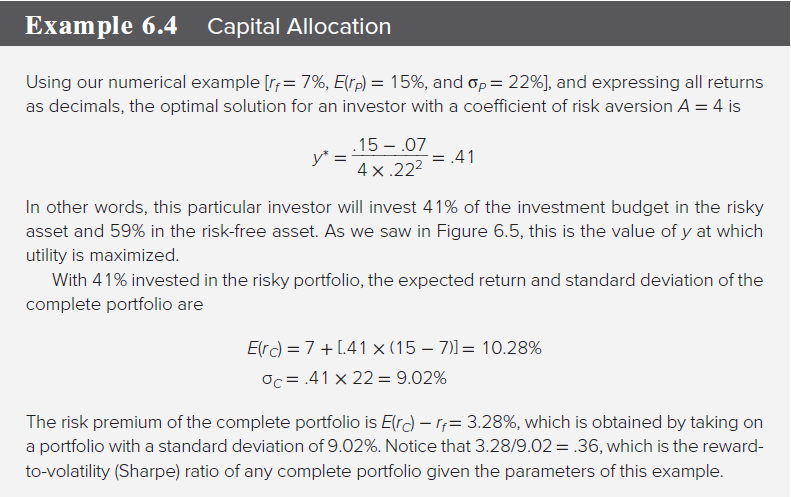 Example 6.4 Capital Allocation
Using our numerical example [r_f = 7%, E(r_P) = 15%, and σ_P = 22%], and expressing all returns
as decimals, the optimal solution for an investor with a coefficient of risk aversion A = 4 is
y* = (.15 – .07) / (4 × .22²) = .41
In other words, this particular investor will invest 41% of the investment budget in the risky
asset and 59% in the risk-free asset. As we saw in Figure 6.5, this is the value of y at which
utility is maximized.
With 41% invested in the risky portfolio, the expected return and standard deviation of the
complete portfolio are
E(r_C) = 7 + [.41 × (15 – 7)] = 10.28%
σ_C = .41 × 22 = 9.02%
The risk premium of the complete portfolio is E(r_C) – r_f = 3.28%, which is obtained by taking on
a portfolio with a standard deviation of 9.02%. Notice that 3.28/9.02 = .36, which is the reward-
to-volatility (Sharpe) ratio of any complete portfolio given the parameters of this example.